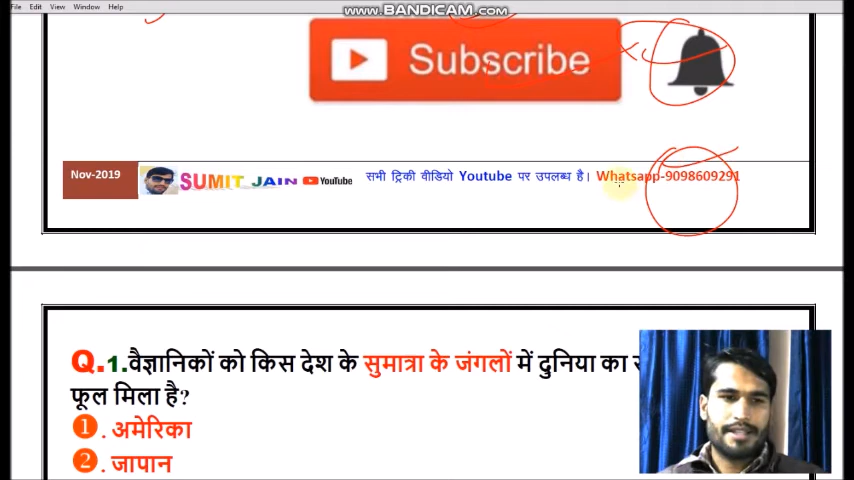 File Edit View Window Help
www.BANDICAM.com
Subscribe
Nov-2019 SUMIT JAIN YouTube सभी ट्रिकी वीडियो Youtube पर उपलब्ध है। Whatsapp-9098609291
Q.1.वैज्ञानिकों को किस देश के सुमात्रा के जंगलों में दुनिया का
फूल मिला है?
1. अमेरिका
2. जापान